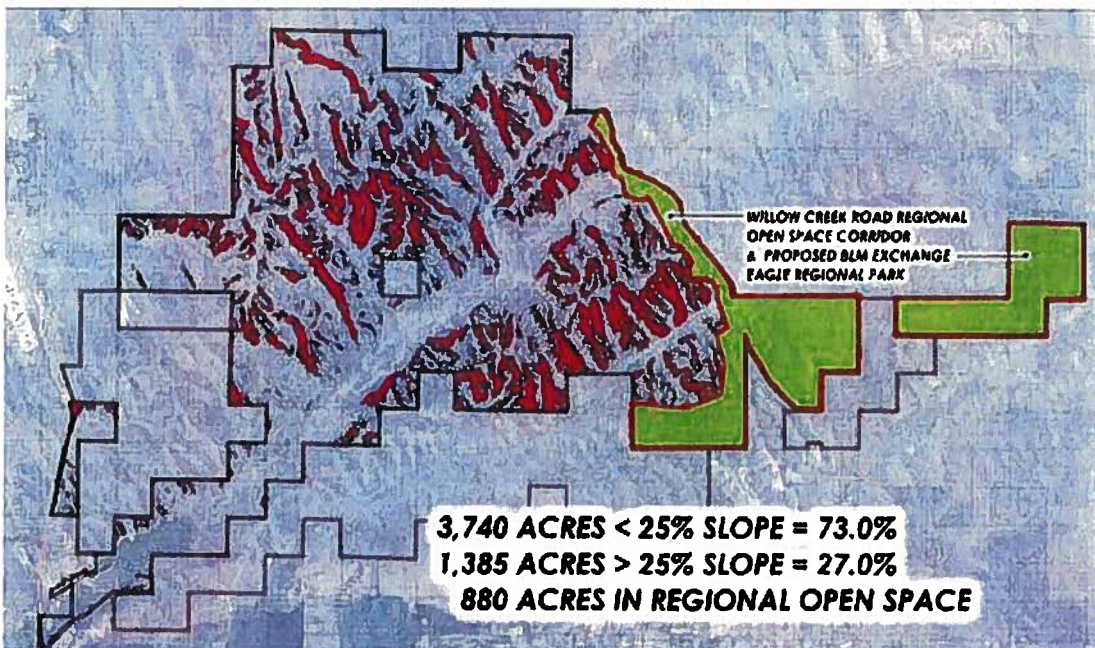 WILLOW CREEK ROAD REGIONAL
OPEN SPACE CORRIDOR
& PROPOSED BLM EXCHANGE
EAGLE REGIONAL PARK
3,740 ACRES < 25% SLOPE = 73.0%
1,385 ACRES > 25% SLOPE = 27.0%
880 ACRES IN REGIONAL OPEN SPACE